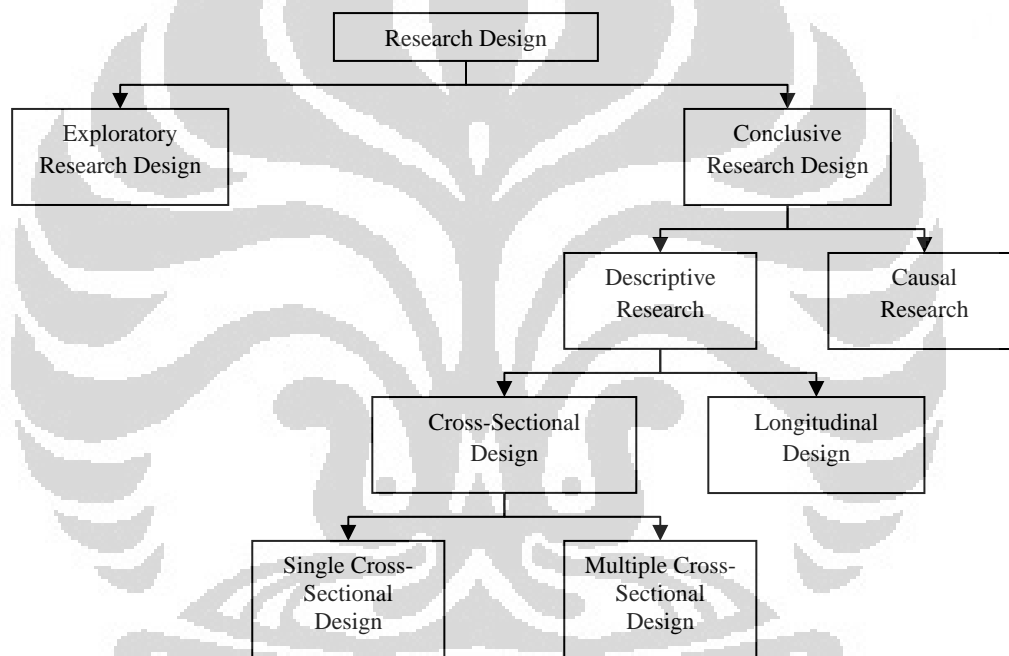 Research Design
Exploratory
Research Design
Conclusive
Research Design
Descriptive
Research
Causal
Research
Cross-Sectional
Design
Longitudinal
Design
Single Cross-
Sectional
Design
Multiple Cross-
Sectional
Design